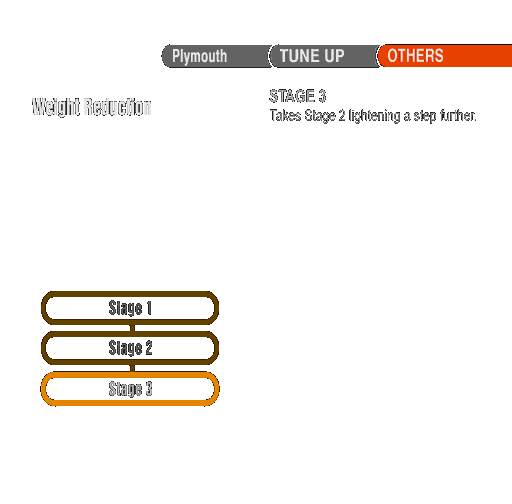 Plymouth
TUNE UP
OTHERS
Weight Reduction
STAGE 3
Takes Stage 2 lightening a step further.
Stage 1
Stage 2
Stage 3